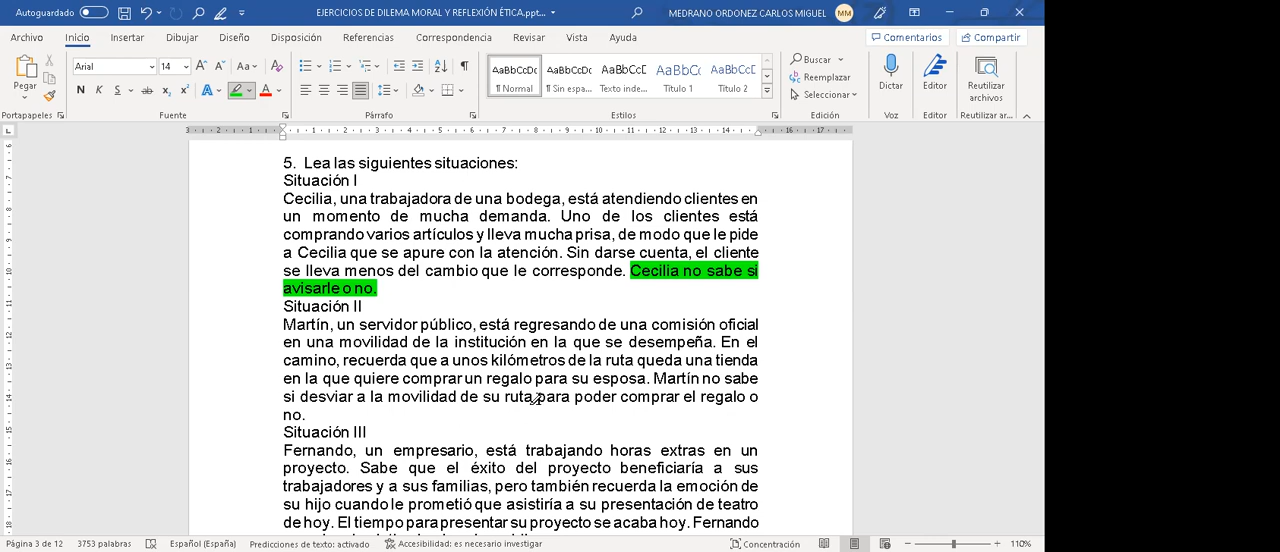 Autoguardado
EJERCICIOS DE DILEMA MORAL Y REFLEXIÓN ÉTICA.ppt...
MEDRANO ORDONEZ CARLOS MIGUEL
MM
Archivo Inicio Insertar Dibujar Diseño Disposición Referencias Correspondencia Revisar Vista Ayuda
Comentarios Compartir
Pegar
Arial 14
N K S
AaBbCcDc AaBbCcDc AaBbCcE AaBbC( AaBbCcE
¶ Normal ¶ Sin espa... Texto inde... Título 1 Título 2
Buscar
Reemplazar
Seleccionar
Dictar
Editor
Reutilizar archivos
Portapapeles Fuente Párrafo Estilos Edición Voz Editor Reutilizar ar...
5. Lea las siguientes situaciones:
Situación I
Cecilia, una trabajadora de una bodega, está atendiendo clientes en
un momento de mucha demanda. Uno de los clientes está
comprando varios artículos y lleva mucha prisa, de modo que le pide
a Cecilia que se apure con la atención. Sin darse cuenta, el cliente
se lleva menos del cambio que le corresponde. Cecilia no sabe si
avisarle o no.
Situación II
Martín, un servidor público, está regresando de una comisión oficial
en una movilidad de la institución en la que se desempeña. En el
camino, recuerda que a unos kilómetros de la ruta queda una tienda
en la que quiere comprar un regalo para su esposa. Martín no sabe
si desviar a la movilidad de su ruta para poder comprar el regalo o
no.
Situación III
Fernando, un empresario, está trabajando horas extras en un
proyecto. Sabe que el éxito del proyecto beneficiaría a sus
trabajadores y a sus familias, pero también recuerda la emoción de
su hijo cuando le prometió que asistiría a su presentación de teatro
de hoy. El tiempo para presentar su proyecto se acaba hoy. Fernando
Página 3 de 12 3753 palabras Español (España) Predicciones de texto: activado Accesibilidad: es necesario investigar Concentración 110%